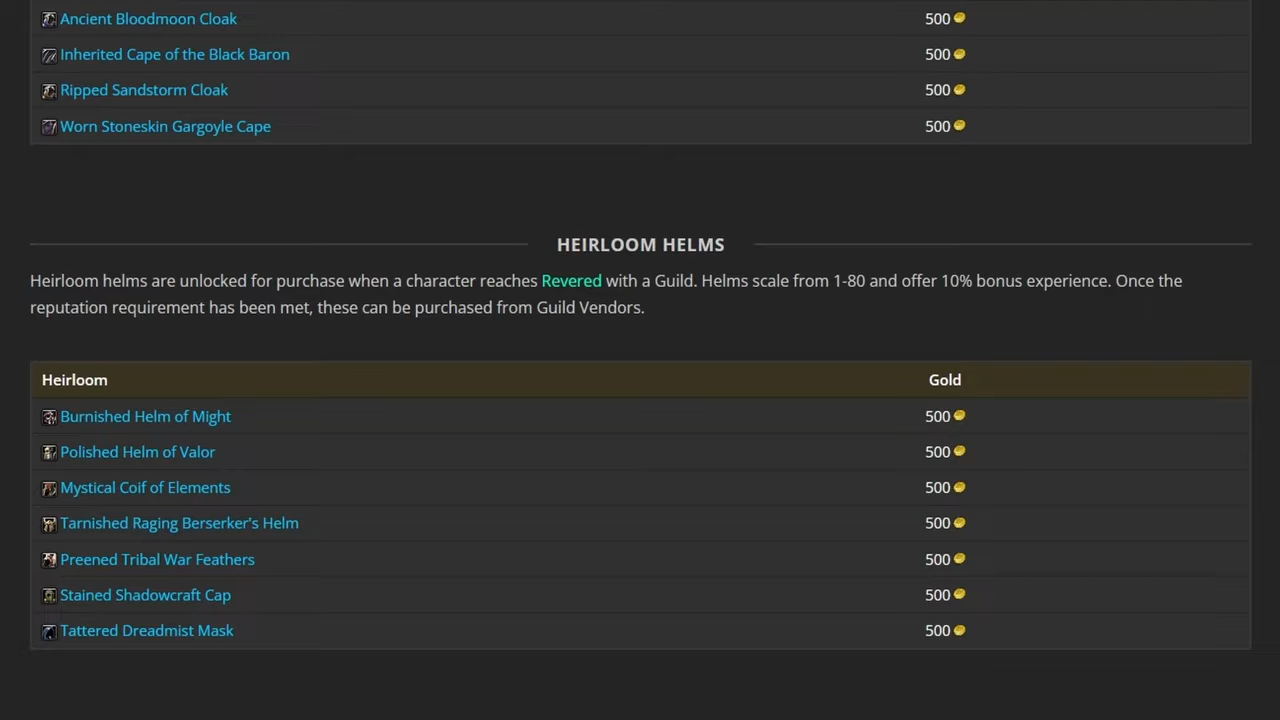 Ancient Bloodmoon Cloak 500
Inherited Cape of the Black Baron 500
Ripped Sandstorm Cloak 500
Worn Stoneskin Gargoyle Cape 500
HEIRLOOM HELMS
Heirloom helms are unlocked for purchase when a character reaches Revered with a Guild. Helms scale from 1-80 and offer 10% bonus experience. Once the
reputation requirement has been met, these can be purchased from Guild Vendors.
Heirloom Gold
Burnished Helm of Might 500
Polished Helm of Valor 500
Mystical Coif of Elements 500
Tarnished Raging Berserker's Helm 500
Preened Tribal War Feathers 500
Stained Shadowcraft Cap 500
Tattered Dreadmist Mask 500